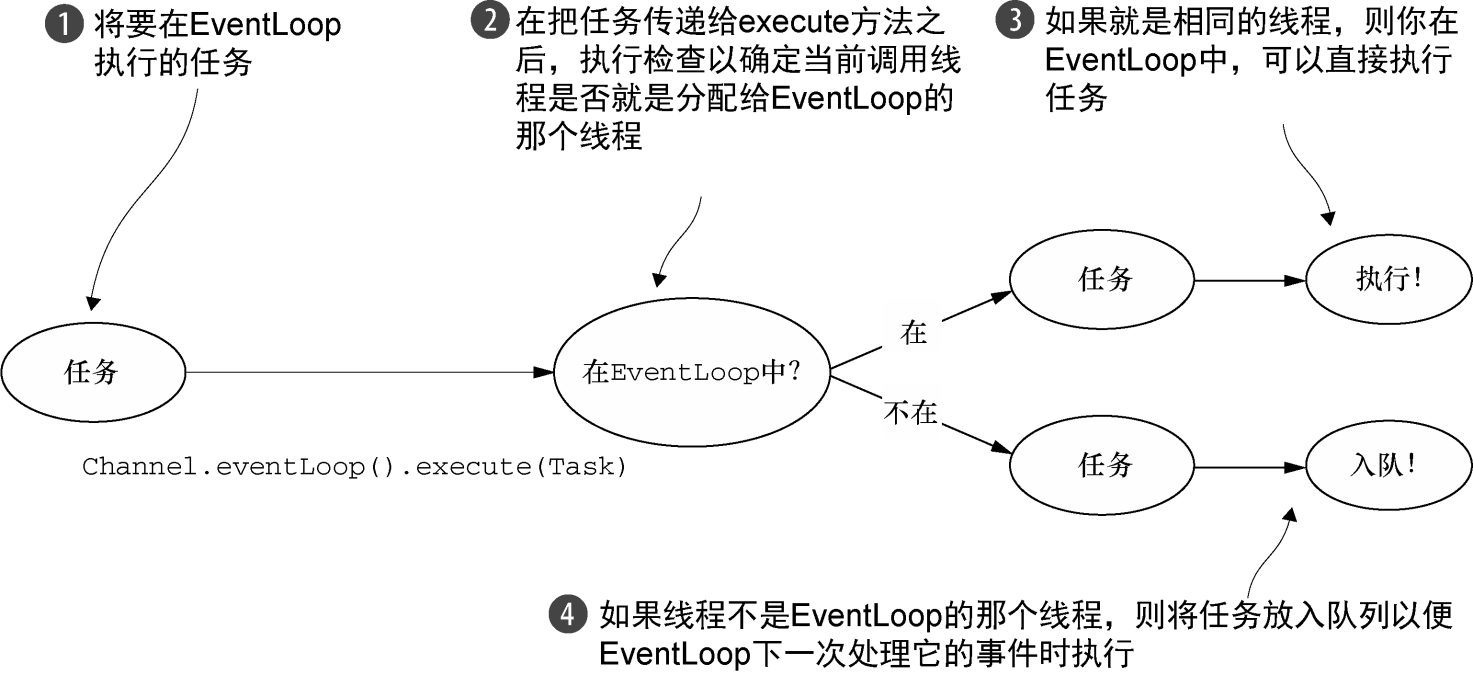 1 将要在EventLoop
执行的任务
2 在把任务传递给execute方法之
后，执行检查以确定当前调用线
程是否就是分配给EventLoop的
那个线程
3 如果就是相同的线程，则你在
EventLoop中，可以直接执行
任务
任务
在EventLoop中？
在
任务
执行！
不在
任务
入队！
Channel.eventLoop().execute(Task)
4 如果线程不是EventLoop的那个线程，则将任务放入队列以便
EventLoop下一次处理它的事件时执行